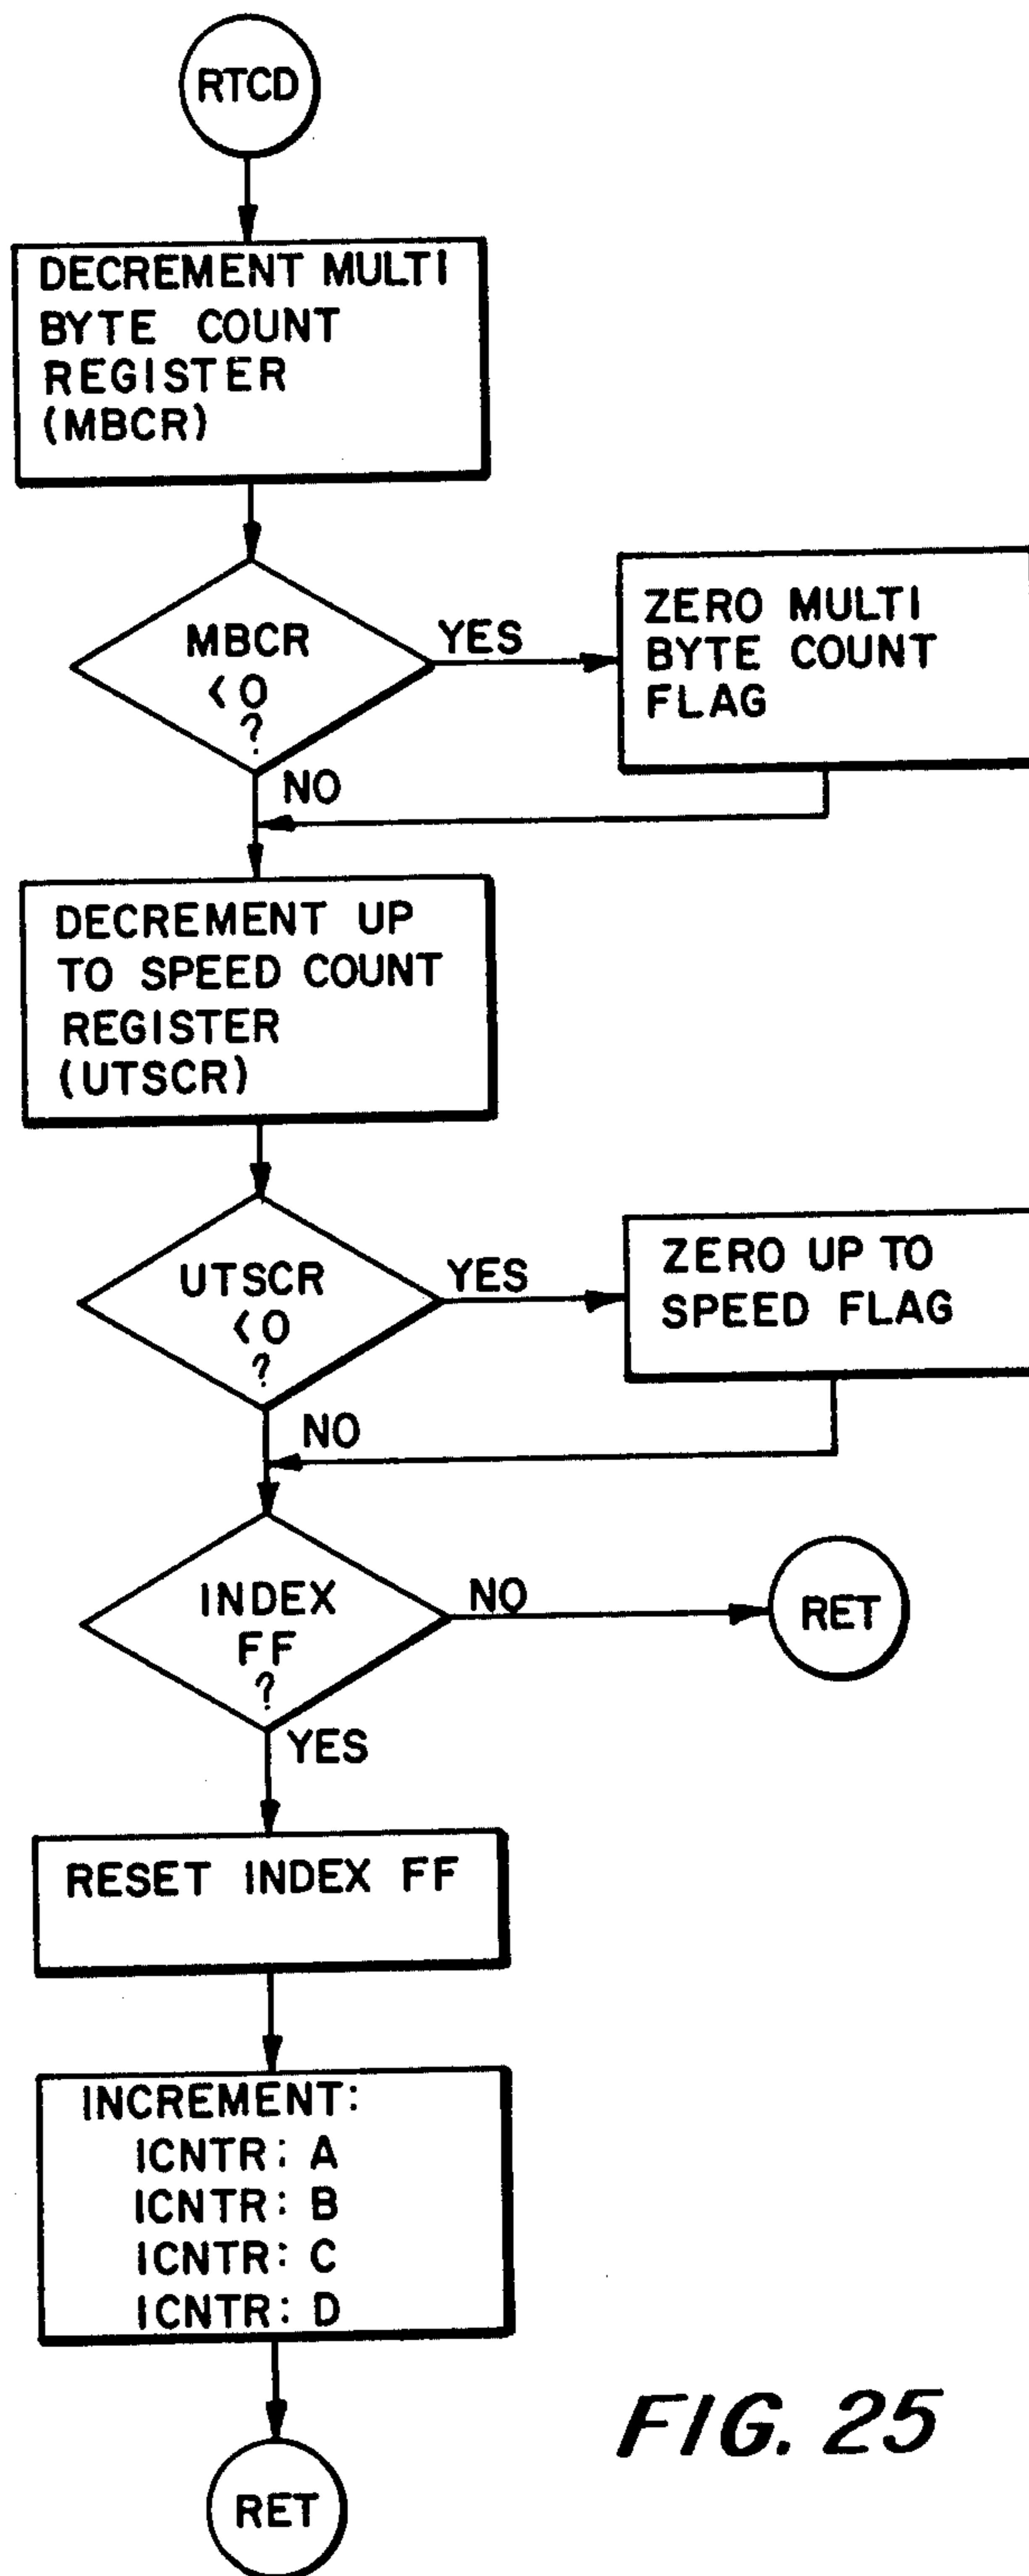 RTCD
DECREMENT MULTI
BYTE COUNT
REGISTER
(MBCR)
MBCR
<0
?
YES
ZERO MULTI
BYTE COUNT
FLAG
NO
DECREMENT UP
TO SPEED COUNT
REGISTER
(UTSCR)
UTSCR
<0
?
YES
ZERO UP TO
SPEED FLAG
NO
INDEX
FF
?
NO
RET
YES
RESET INDEX FF
INCREMENT:
ICNTR: A
ICNTR: B
ICNTR: C
ICNTR: D
RET
FIG. 25